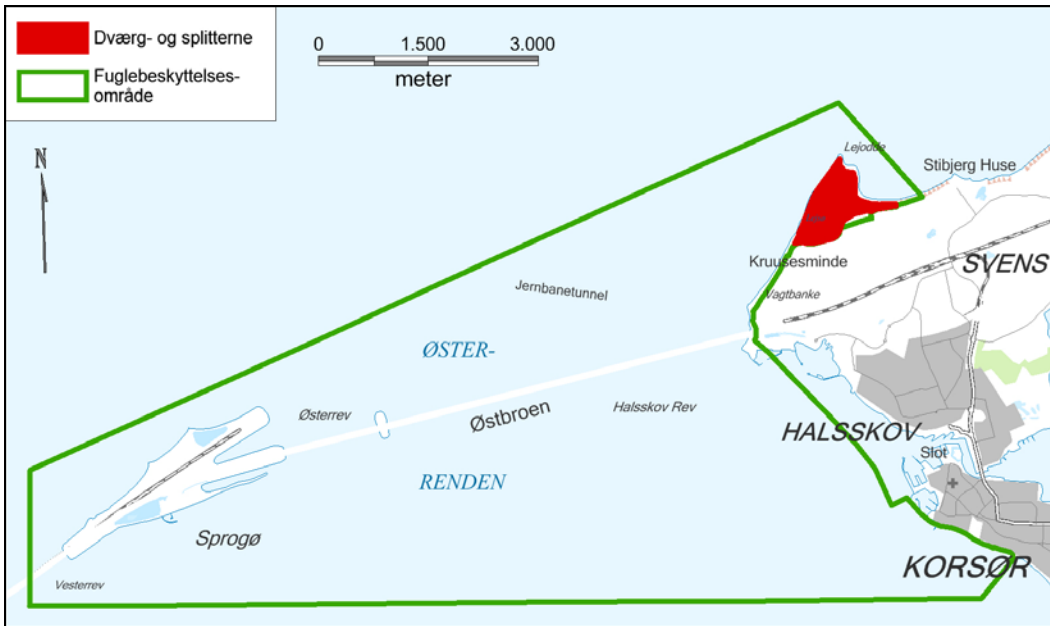 Dværg- og splitterne
Fuglebeskyttelses-
område
0 1.500 3.000
meter
N
Lejodde
Stibjerg Huse
Kruusesminde
SVENS
Jernbanetunnel
Vagtbanke
ØSTER-
Østerrev
Østbroen
Halsskov Rev
HALSSKOV
Slot
RENDEN
Sprogø
KORSØR
Vesterrev